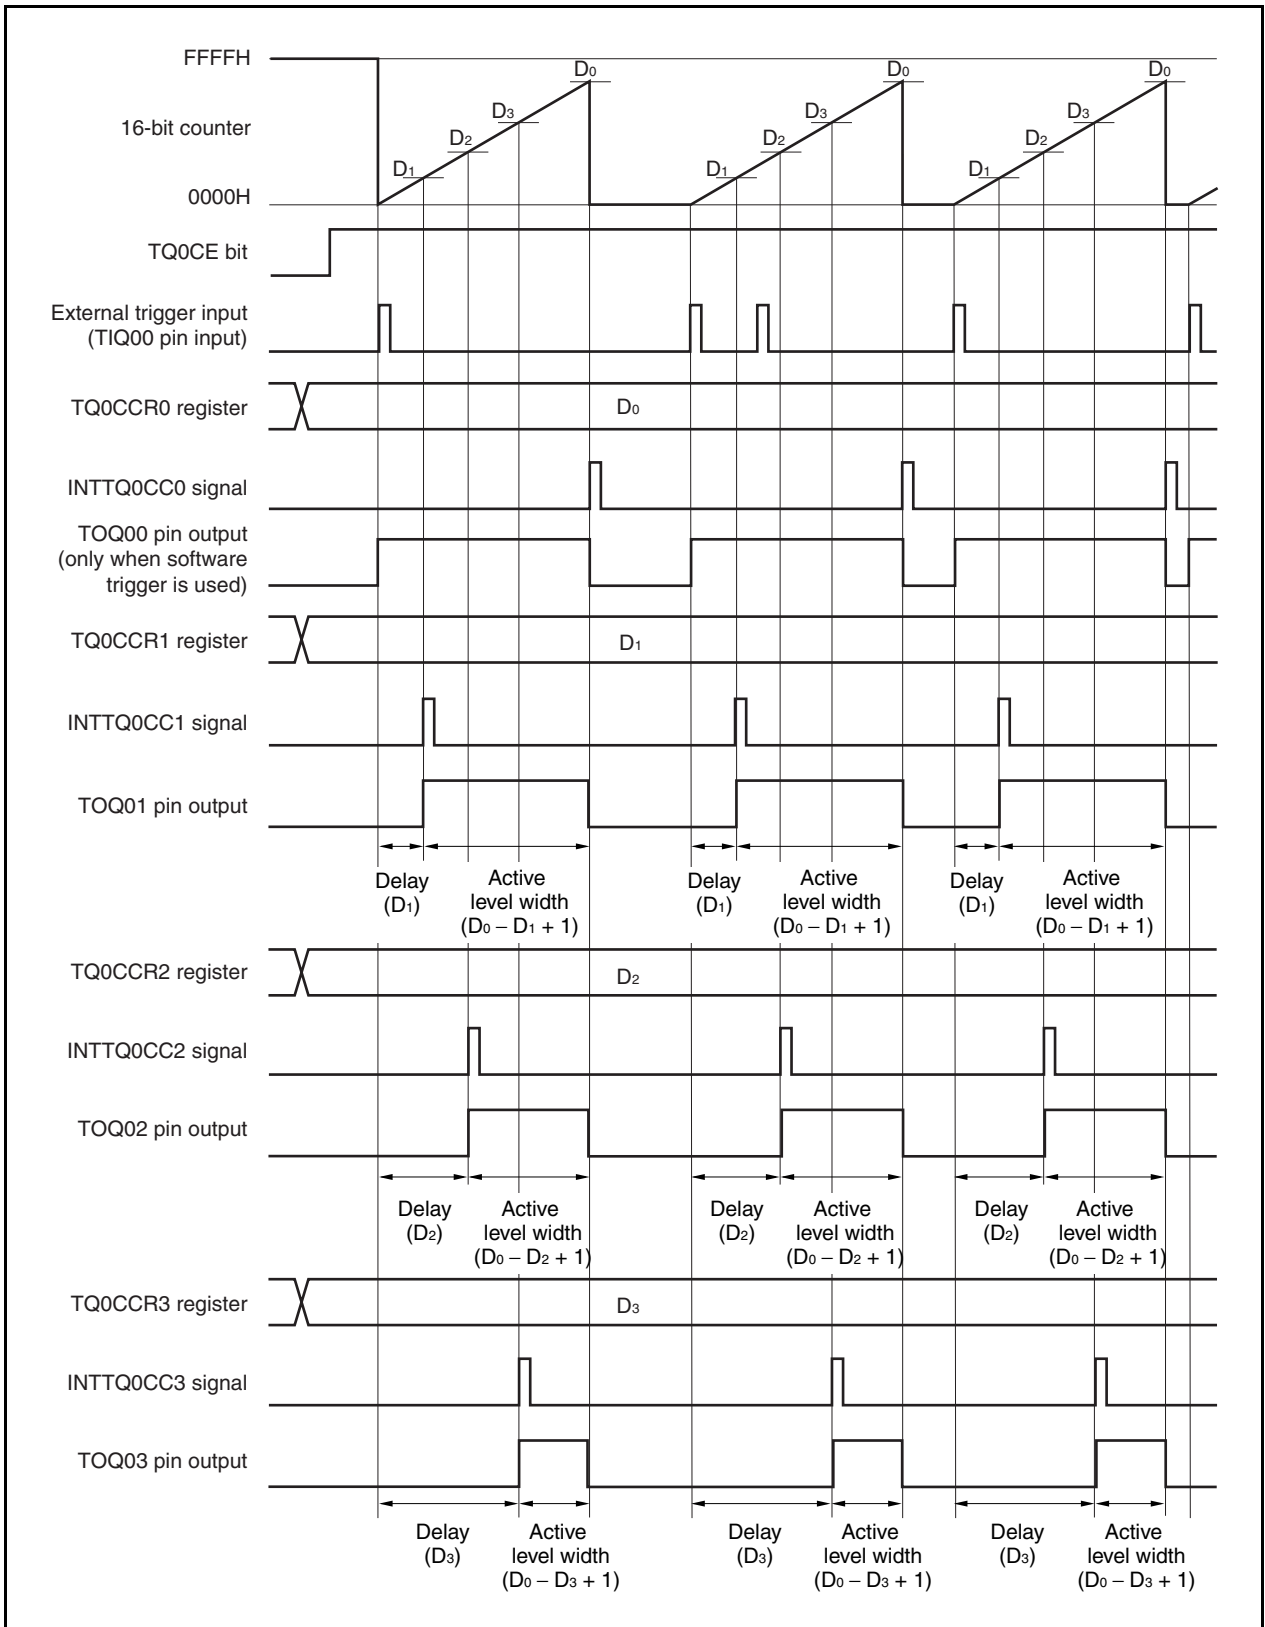 FFFFH
D0 D0 D0
D3 D3 D3
16-bit counter
D2 D2 D2
D1 D1 D1
0000H
TQ0CE bit
External trigger input
(TIQ00 pin input)
TQ0CCR0 register
D0
INTTQ0CC0 signal
TOQ00 pin output
(only when software
trigger is used)
TQ0CCR1 register
D1
INTTQ0CC1 signal
TOQ01 pin output
Delay Active Delay Active Delay Active
(D1) level width (D1) level width (D1) level width
(D0 – D1 + 1) (D0 – D1 + 1) (D0 – D1 + 1)
TQ0CCR2 register
D2
INTTQ0CC2 signal
TOQ02 pin output
Delay Active Delay Active Delay Active
(D2) level width (D2) level width (D2) level width
(D0 – D2 + 1) (D0 – D2 + 1) (D0 – D2 + 1)
TQ0CCR3 register
D3
INTTQ0CC3 signal
TOQ03 pin output
Delay Active Delay Active Delay Active
(D3) level width (D3) level width (D3) level width
(D0 – D3 + 1) (D0 – D3 + 1) (D0 – D3 + 1)